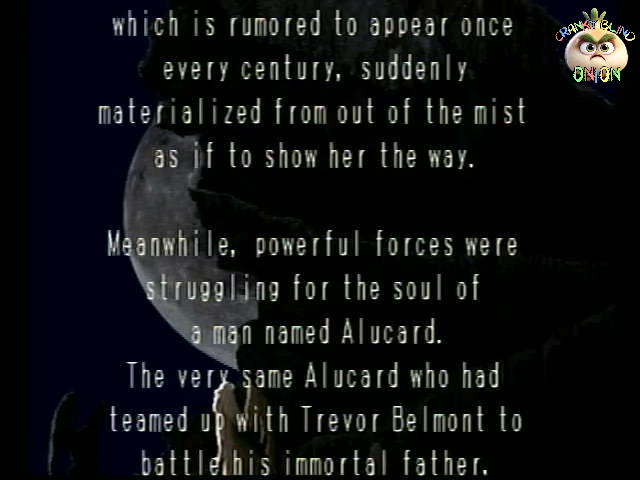 which is rumored to appear once
every century, suddenly
materialized from out of the mist
as if to show her the way.
Meanwhile, powerful forces were
struggling for the soul of
a man named Alucard.
The very same Alucard who had
teamed up with Trevor Belmont to
battle his immortal father.
CRANKY BLIND
ONION